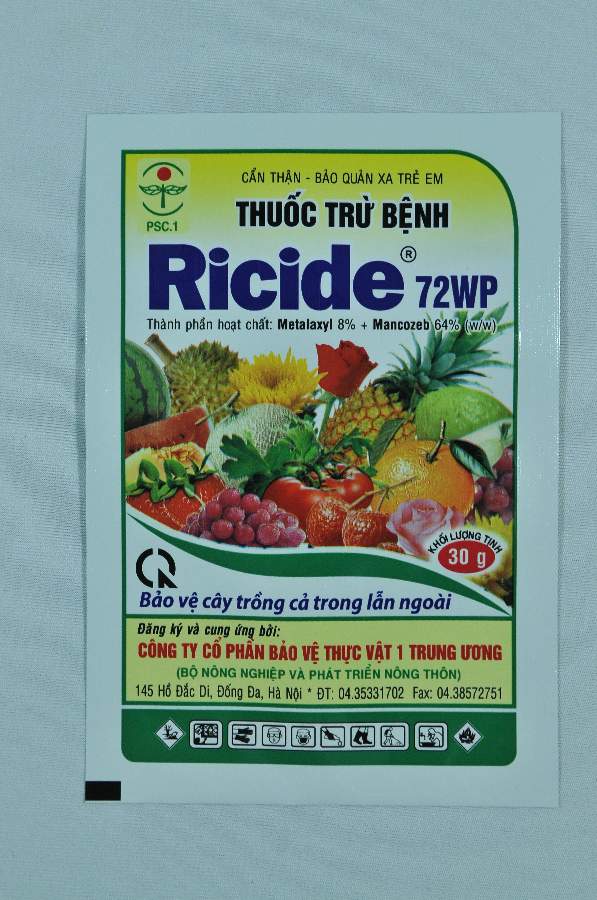 CẨN THẬN - BẢO QUẢN XA TRẺ EM
THUỐC TRỪ BỆNH
PSC.1
Ricide® 72WP
Thành phần hoạt chất: Metalaxyl 8% + Mancozeb 64% (w/w)
KHỐI LƯỢNG TỊNH
30 g
Bảo vệ cây trồng cả trong lẫn ngoài
Đăng ký và cung ứng bởi:
CÔNG TY CỔ PHẦN BẢO VỆ THỰC VẬT 1 TRUNG ƯƠNG
(BỘ NÔNG NGHIỆP VÀ PHÁT TRIỂN NÔNG THÔN)
145 Hồ Đắc Di, Đống Đa, Hà Nội * ĐT: 04.35331702 Fax: 04.38572751